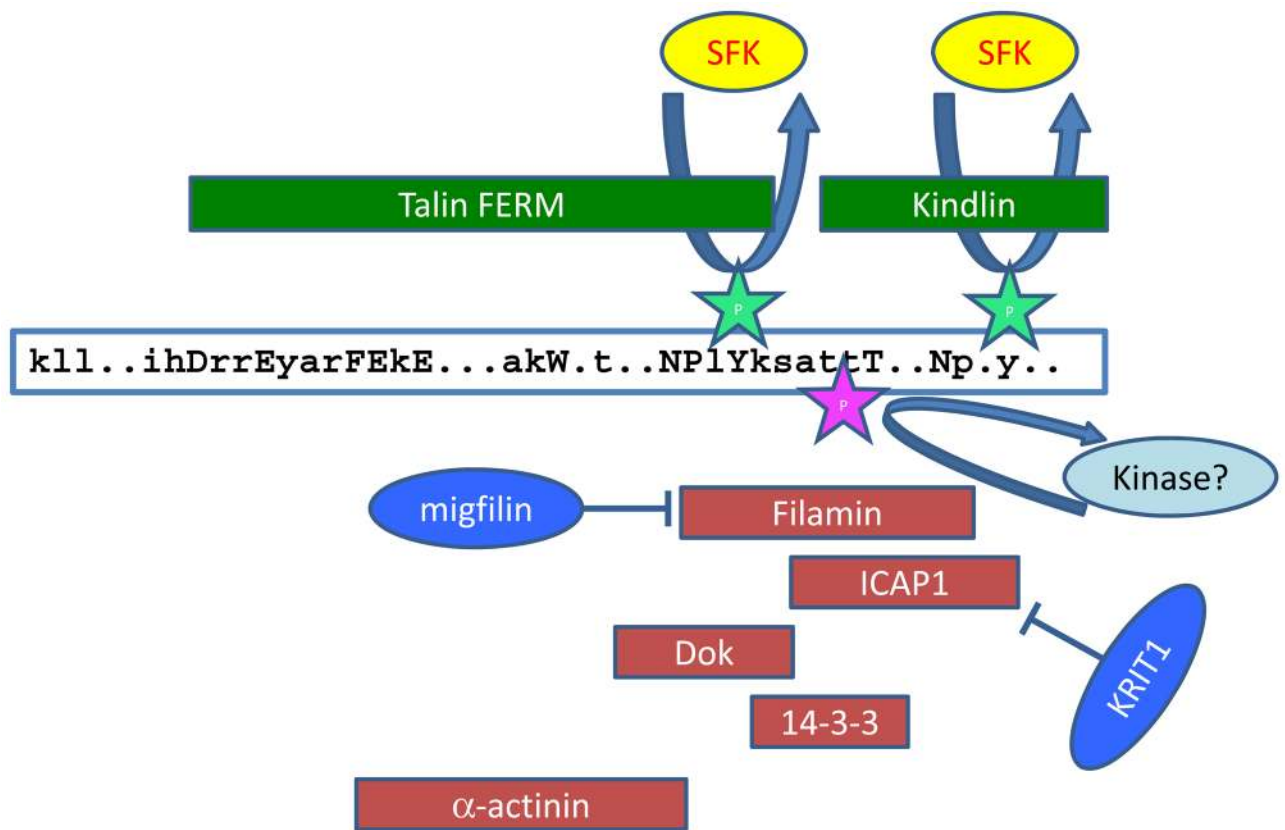 SFK SFK
Talin FERM Kindlin
P P
kll..ihDrrEyarFEkE...akW.t..NPlYksattT..Np.y..
P
Kinase?
migfilin Filamin
ICAP1
Dok
KRIT1
14-3-3
α-actinin